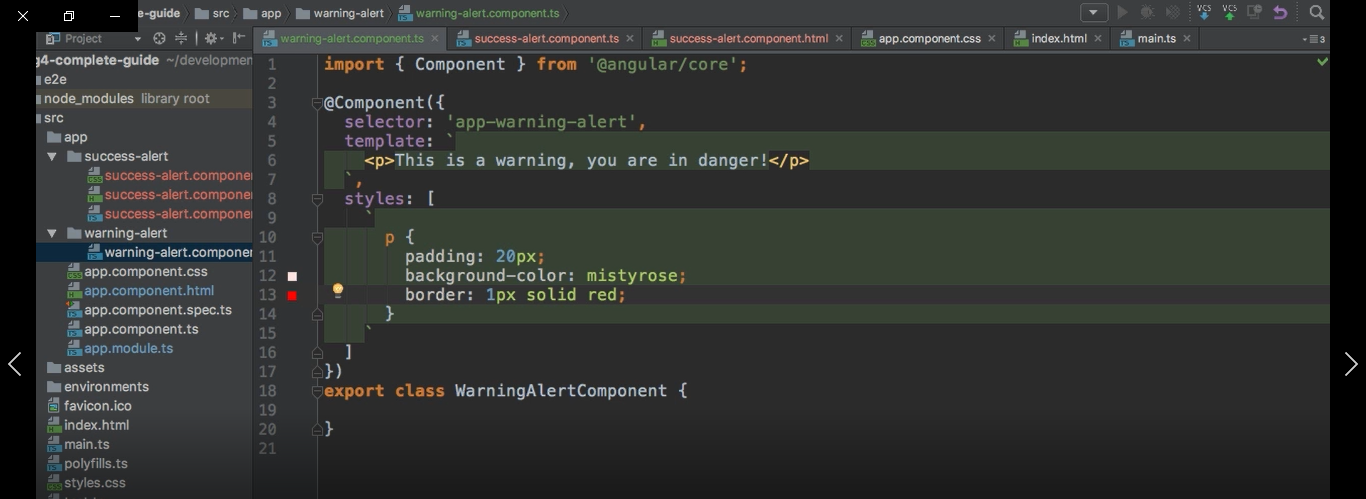 e-guide src app warning-alert warning-alert.component.ts
VCS VCS
Project
warning-alert.component.ts success-alert.component.ts success-alert.component.html app.component.css index.html main.ts
g4-complete-guide ~/developmen
e2e
node_modules library root
src
app
success-alert
success-alert.compone
success-alert.compone
success-alert.compone
warning-alert
warning-alert.componer
app.component.css
app.component.html
app.component.spec.ts
app.component.ts
app.module.ts
assets
environments
favicon.ico
index.html
main.ts
polyfills.ts
styles.css
1 import { Component } from '@angular/core';
2
3 @Component({
4 selector: 'app-warning-alert',
5 template: `
6 <p>This is a warning, you are in danger!</p>
7 `,
8 styles: [
9 `
10 p {
11 padding: 20px;
12 background-color: mistyrose;
13 border: 1px solid red;
14 }
15 `
16 ]
17 })
18 export class WarningAlertComponent {
19
20 }
21